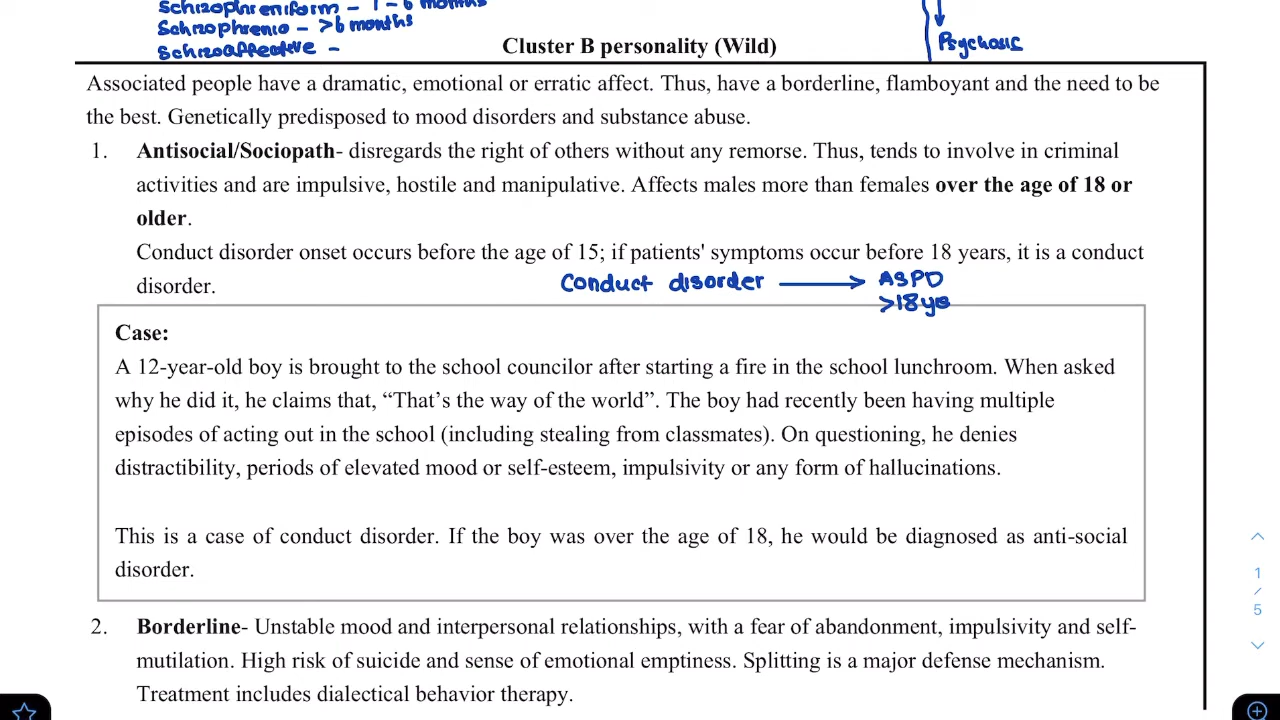 Schizophreniform - 1 - 6 months
Schizophrenia - >6 months
Schizoaffective -
Psychosis
Cluster B personality (Wild)
Associated people have a dramatic, emotional or erratic affect. Thus, have a borderline, flamboyant and the need to be
the best. Genetically predisposed to mood disorders and substance abuse.
1. Antisocial/Sociopath- disregards the right of others without any remorse. Thus, tends to involve in criminal
activities and are impulsive, hostile and manipulative. Affects males more than females over the age of 18 or
older.
Conduct disorder onset occurs before the age of 15; if patients' symptoms occur before 18 years, it is a conduct
disorder.
Conduct disorder → ASPD
>18yrs
Case:
A 12-year-old boy is brought to the school councilor after starting a fire in the school lunchroom. When asked
why he did it, he claims that, “That’s the way of the world”. The boy had recently been having multiple
episodes of acting out in the school (including stealing from classmates). On questioning, he denies
distractibility, periods of elevated mood or self-esteem, impulsivity or any form of hallucinations.
This is a case of conduct disorder. If the boy was over the age of 18, he would be diagnosed as anti-social
disorder.
2. Borderline- Unstable mood and interpersonal relationships, with a fear of abandonment, impulsivity and self-
mutilation. High risk of suicide and sense of emotional emptiness. Splitting is a major defense mechanism.
Treatment includes dialectical behavior therapy.
1
/
5